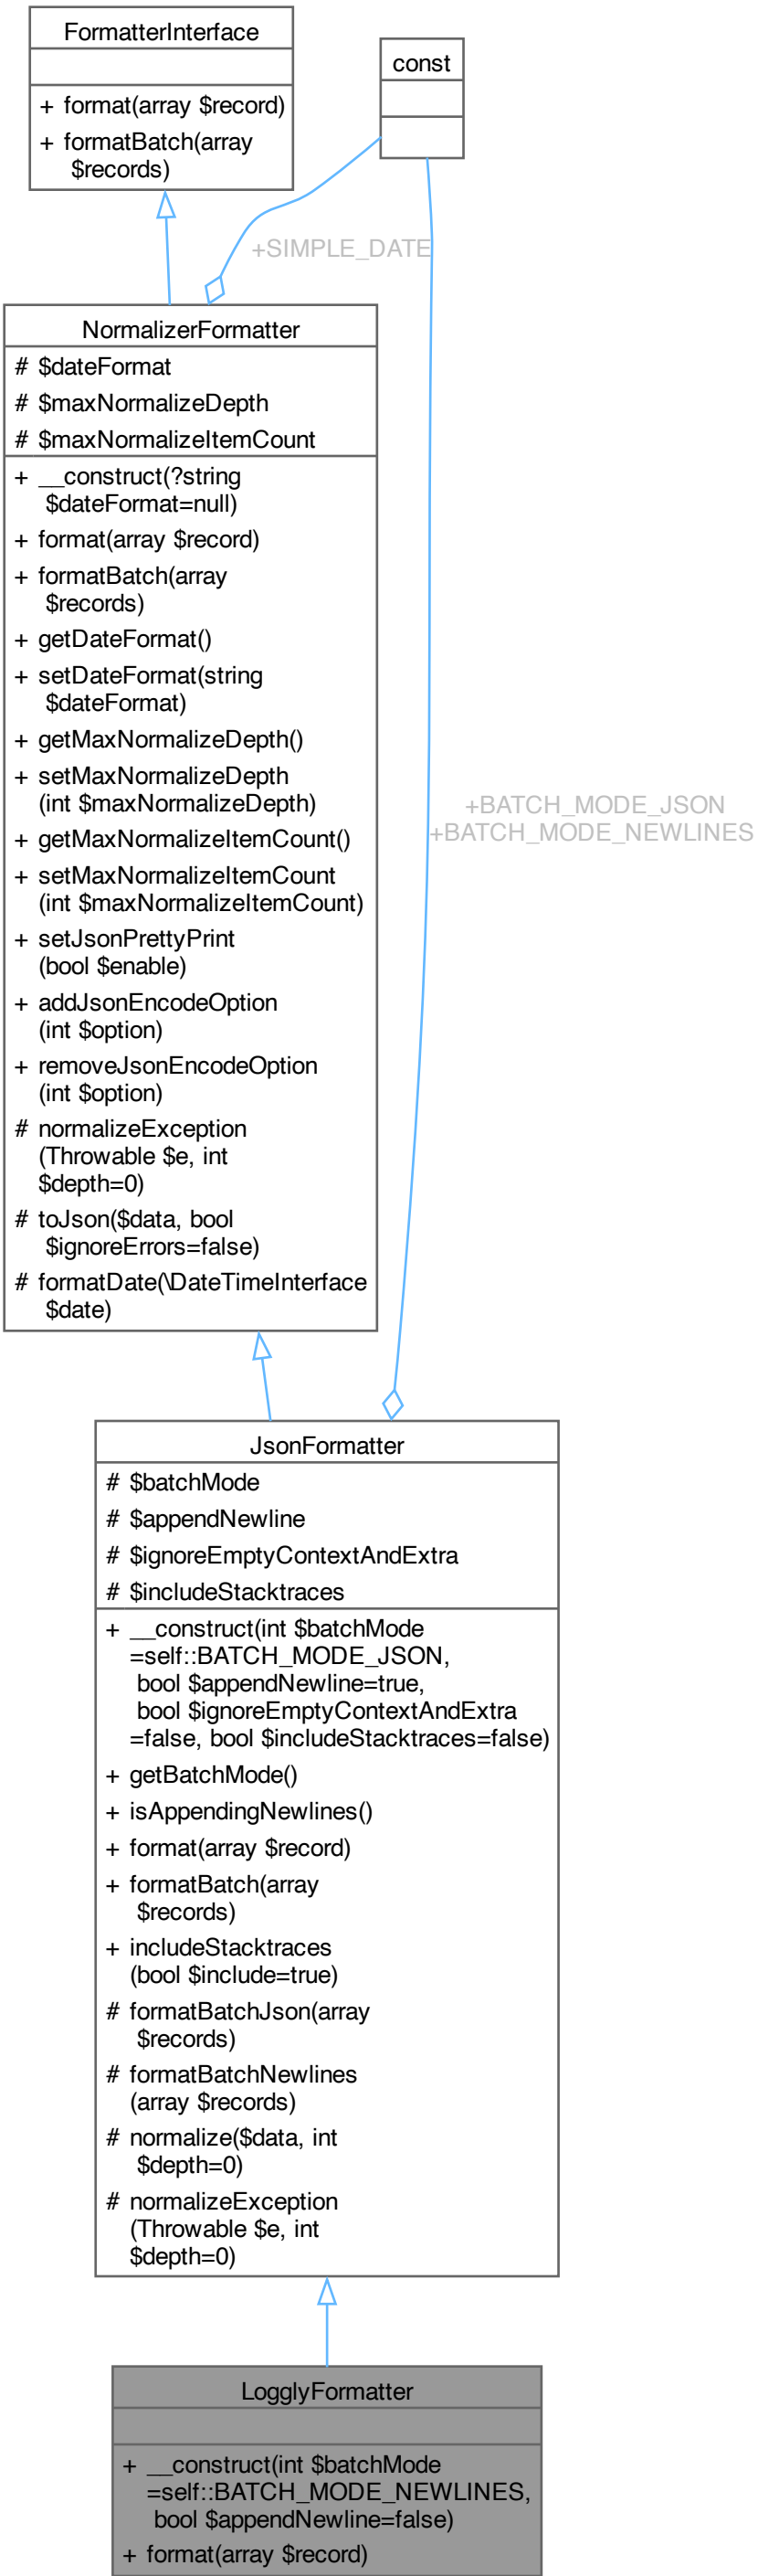 FormatterInterface
+ format(array $record)
+ formatBatch(array
$records)
const
+SIMPLE_DATE
NormalizerFormatter
# $dateFormat
# $maxNormalizeDepth
# $maxNormalizeItemCount
+ __construct(?string
$dateFormat=null)
+ format(array $record)
+ formatBatch(array
$records)
+ getDateFormat()
+ setDateFormat(string
$dateFormat)
+ getMaxNormalizeDepth()
+ setMaxNormalizeDepth
(int $maxNormalizeDepth)
+ getMaxNormalizeItemCount()
+ setMaxNormalizeItemCount
(int $maxNormalizeItemCount)
+ setJsonPrettyPrint
(bool $enable)
+ addJsonEncodeOption
(int $option)
+ removeJsonEncodeOption
(int $option)
# normalizeException
(Throwable $e, int
$depth=0)
# toJson($data, bool
$ignoreErrors=false)
# formatDate(\DateTimeInterface
$date)
+BATCH_MODE_JSON
+BATCH_MODE_NEWLINES
JsonFormatter
# $batchMode
# $appendNewline
# $ignoreEmptyContextAndExtra
# $includeStacktraces
+ __construct(int $batchMode
=self::BATCH_MODE_JSON,
bool $appendNewline=true,
bool $ignoreEmptyContextAndExtra
=false, bool $includeStacktraces=false)
+ getBatchMode()
+ isAppendingNewlines()
+ format(array $record)
+ formatBatch(array
$records)
+ includeStacktraces
(bool $include=true)
# formatBatchJson(array
$records)
# formatBatchNewlines
(array $records)
# normalize($data, int
$depth=0)
# normalizeException
(Throwable $e, int
$depth=0)
LogglyFormatter
+ __construct(int $batchMode
=self::BATCH_MODE_NEWLINES,
bool $appendNewline=false)
+ format(array $record)